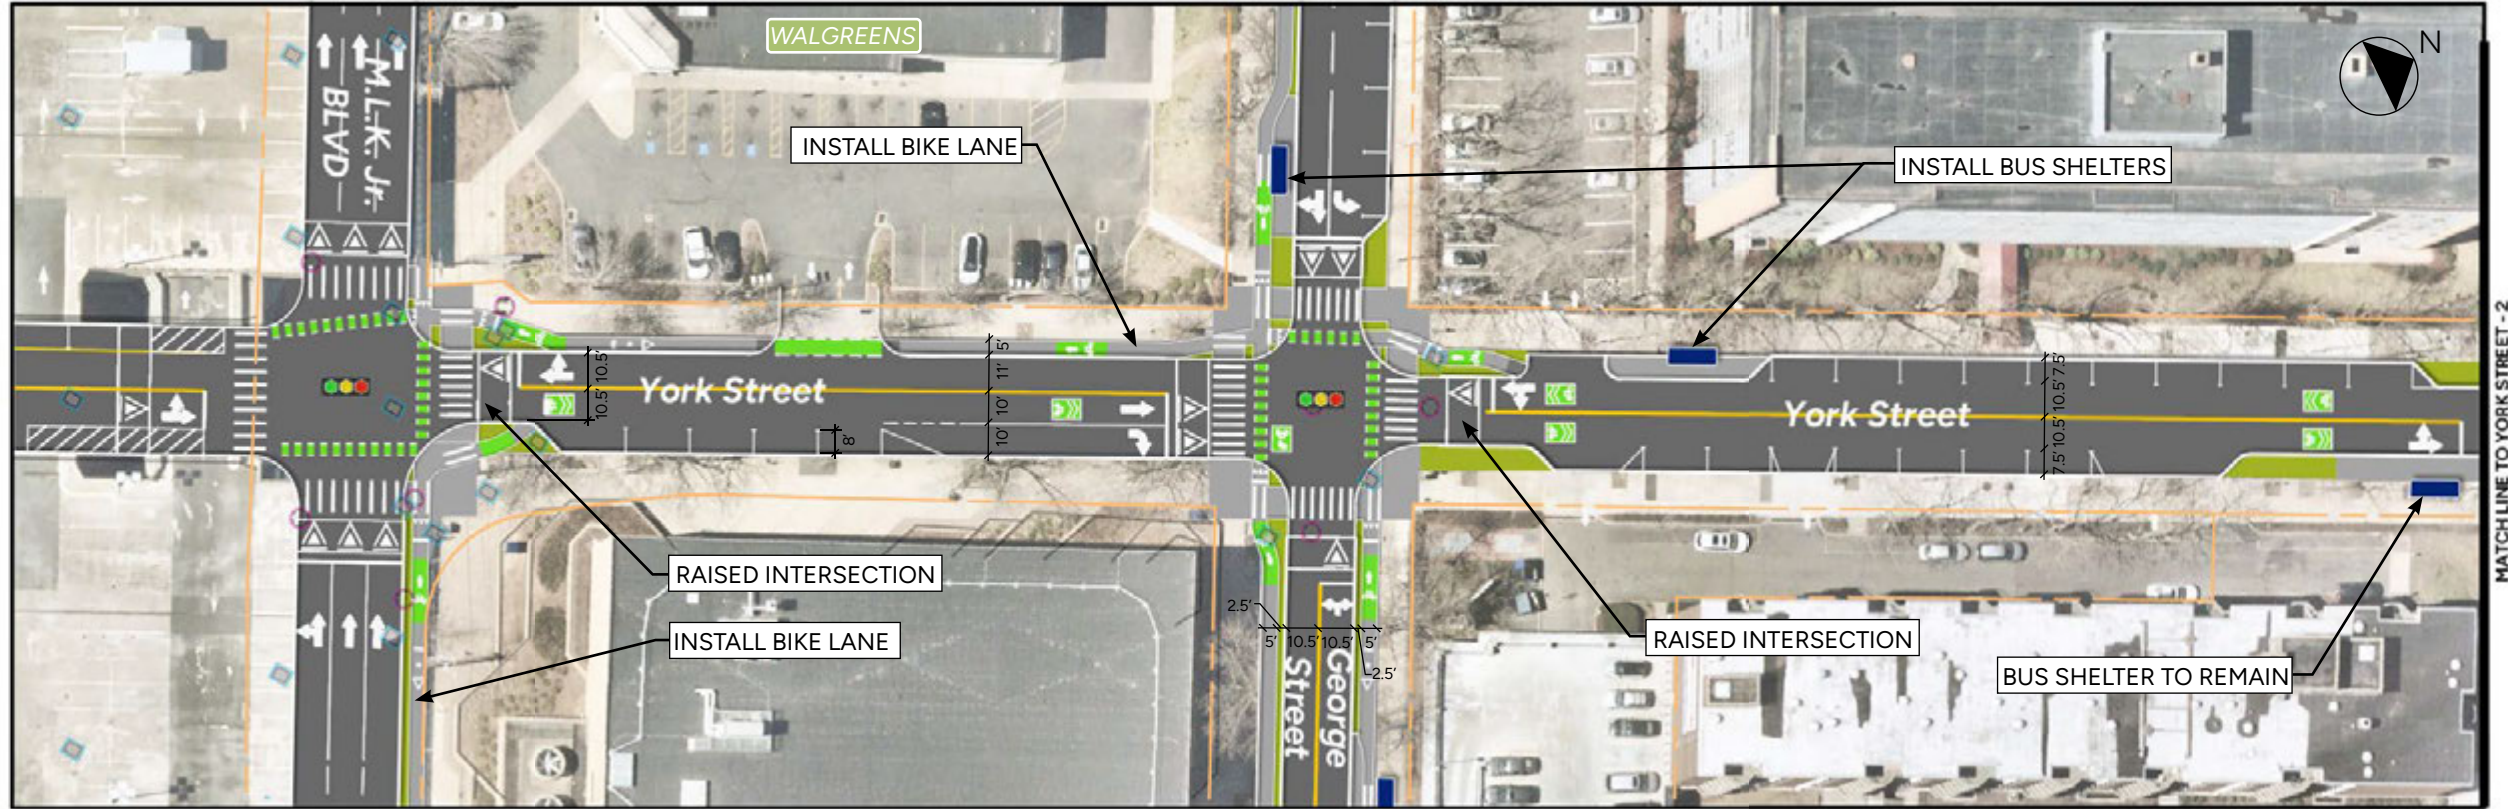 WALGREENS
N
M.L.K. Jr.
BLVD
INSTALL BIKE LANE
INSTALL BUS SHELTERS
5'
11'
10'
10'
10.5'
10.5'
8'
York Street
York Street
7.5'
10.5'
10.5'
7.5'
MATCH LINE TO YORK STREET - 2
RAISED INTERSECTION
INSTALL BIKE LANE
2.5'
5' 10.5' 10.5' 5'
2.5'
George
Street
RAISED INTERSECTION
BUS SHELTER TO REMAIN